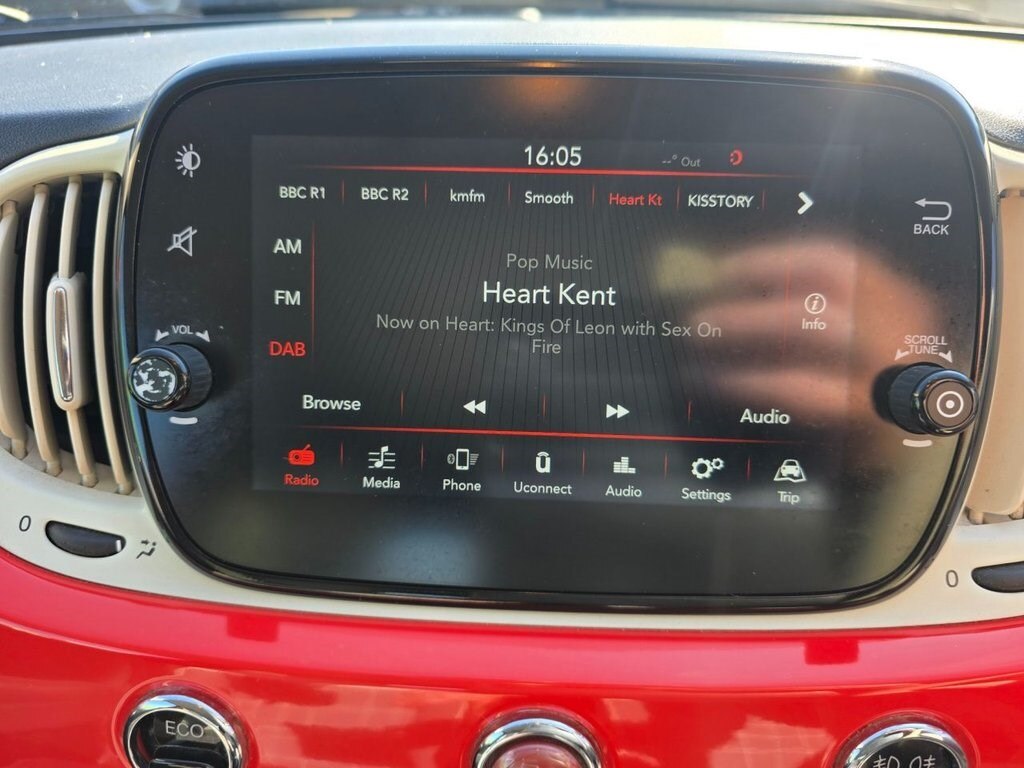 16:05
--° Out
BBC R1
BBC R2
kmfm
Smooth
Heart Kt
KISSTORY
BACK
AM
FM
DAB
Pop Music
Heart Kent
Now on Heart: Kings Of Leon with Sex On
Fire
Info
VOL
SCROLL
TUNE
Browse
Audio
Radio
Media
Phone
Uconnect
Audio
Settings
Trip
0
0
ECO